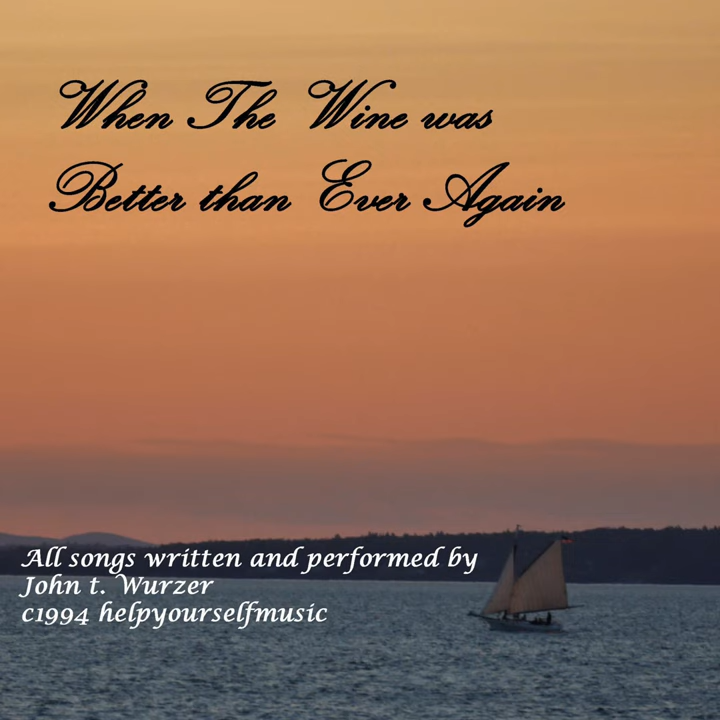 When The Wine was
Better than Ever Again
All songs written and performed by
John t. Wurzer
c1994 helpyourselfmusic